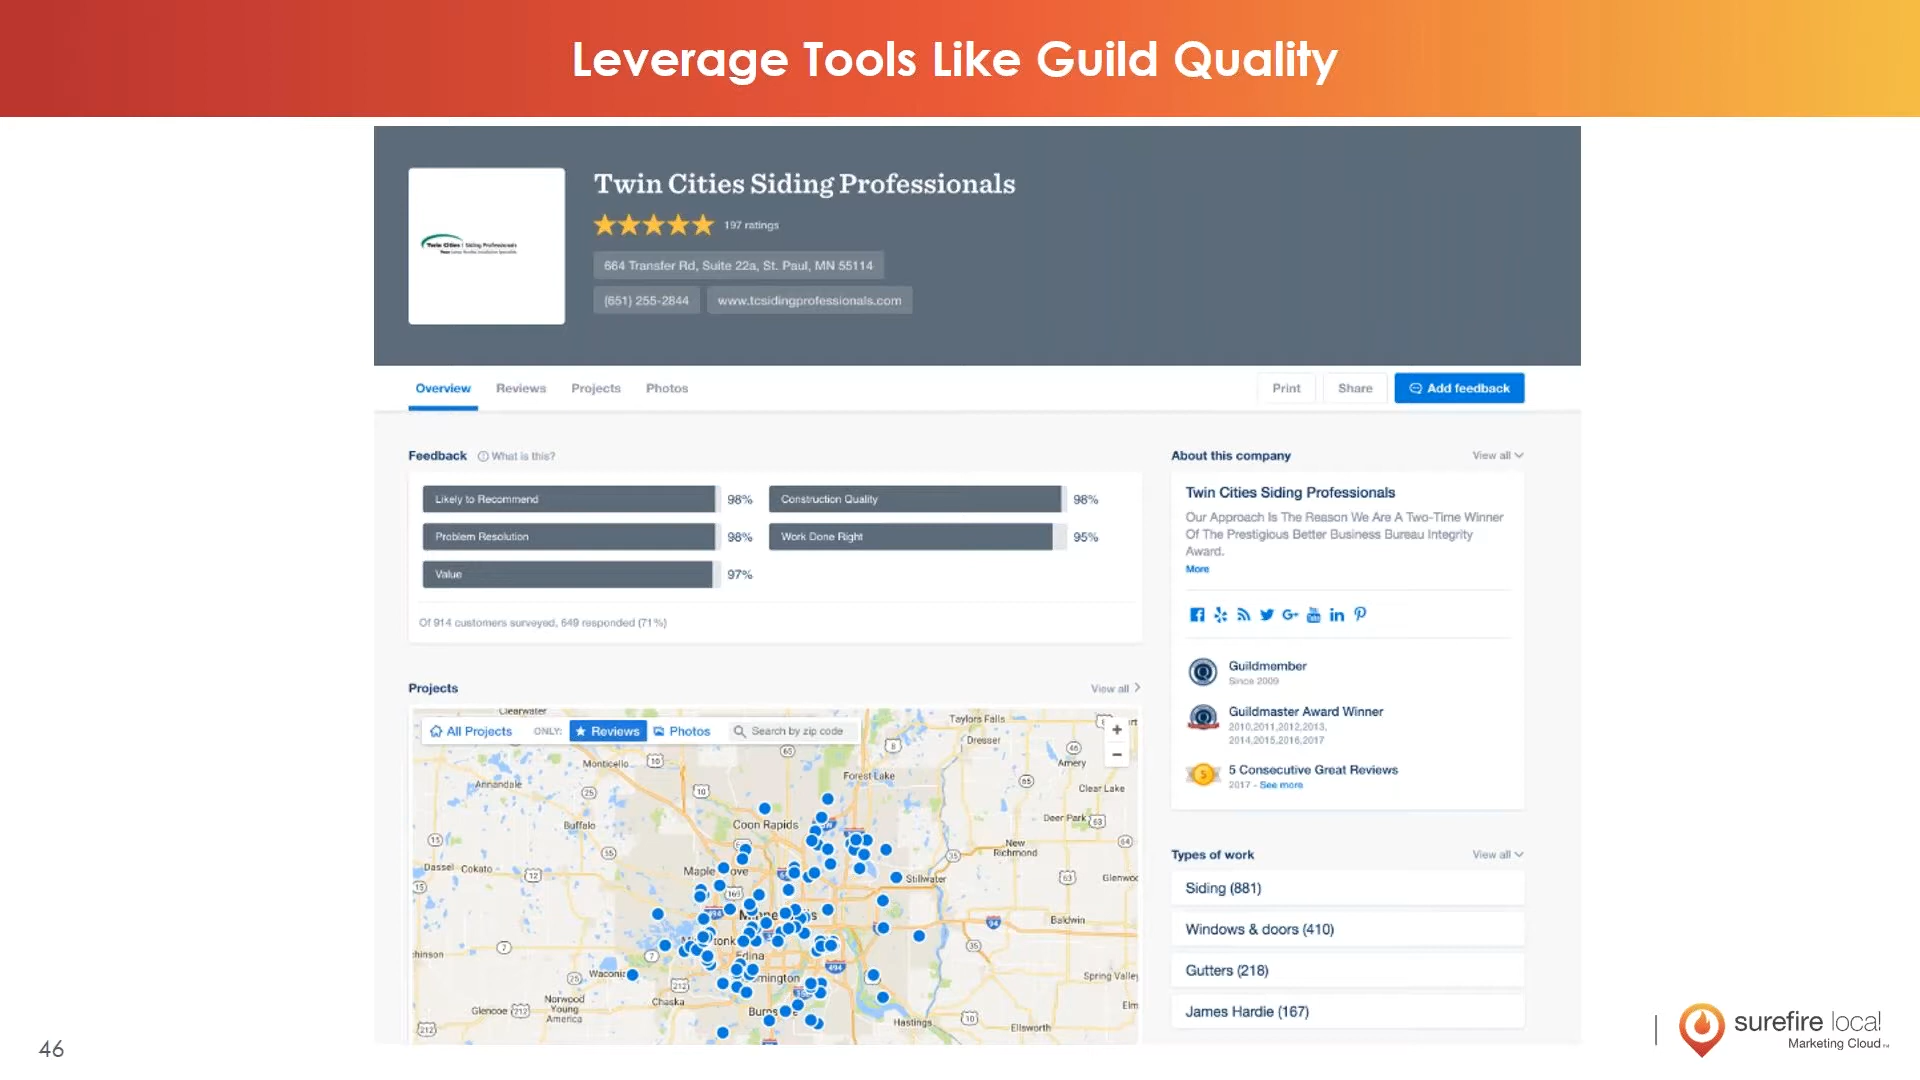 Leverage Tools Like Guild Quality
Twin Cities Siding Professionals
197 ratings
664 Transfer Rd, Suite 22a, St. Paul, MN 55114
(651) 255-2844
www.tcsidingprofessionals.com
Twin Cities | Siding Professionals
Overview
Reviews
Projects
Photos
Print
Share
Add feedback
Feedback
What is this?
Likely to Recommend
98%
Construction Quality
98%
Problem Resolution
98%
Work Done Right
95%
Value
97%
Of 914 customers surveyed, 649 responded (71%)
About this company
View all
Twin Cities Siding Professionals
Our Approach Is The Reason We Are A Two-Time Winner
Of The Prestigious Better Business Bureau Integrity
Award.
More
Guildmember
Since 2009
Guildmaster Award Winner
2010,2011,2012,2013,
2014,2015,2016,2017
5
5 Consecutive Great Reviews
2017 - See more
Projects
View all
All Projects
ONLY:
Reviews
Photos
Search by zip code
Clearwater
Taylors Falls
Dresser
Amery
Monticello
Forest Lake
Annandale
Clear Lake
Buffalo
Coon Rapids
Deer Park
New
Richmond
Dassel
Cokato
Maple
Stillwater
Baldwin
Edina
Waconia
Spring Valley
Norwood
Young
America
Chaska
Glencoe
Hastings
Ellsworth
Types of work
View all
Siding (881)
Windows & doors (410)
Gutters (218)
James Hardie (167)
46
surefire local
Marketing Cloud